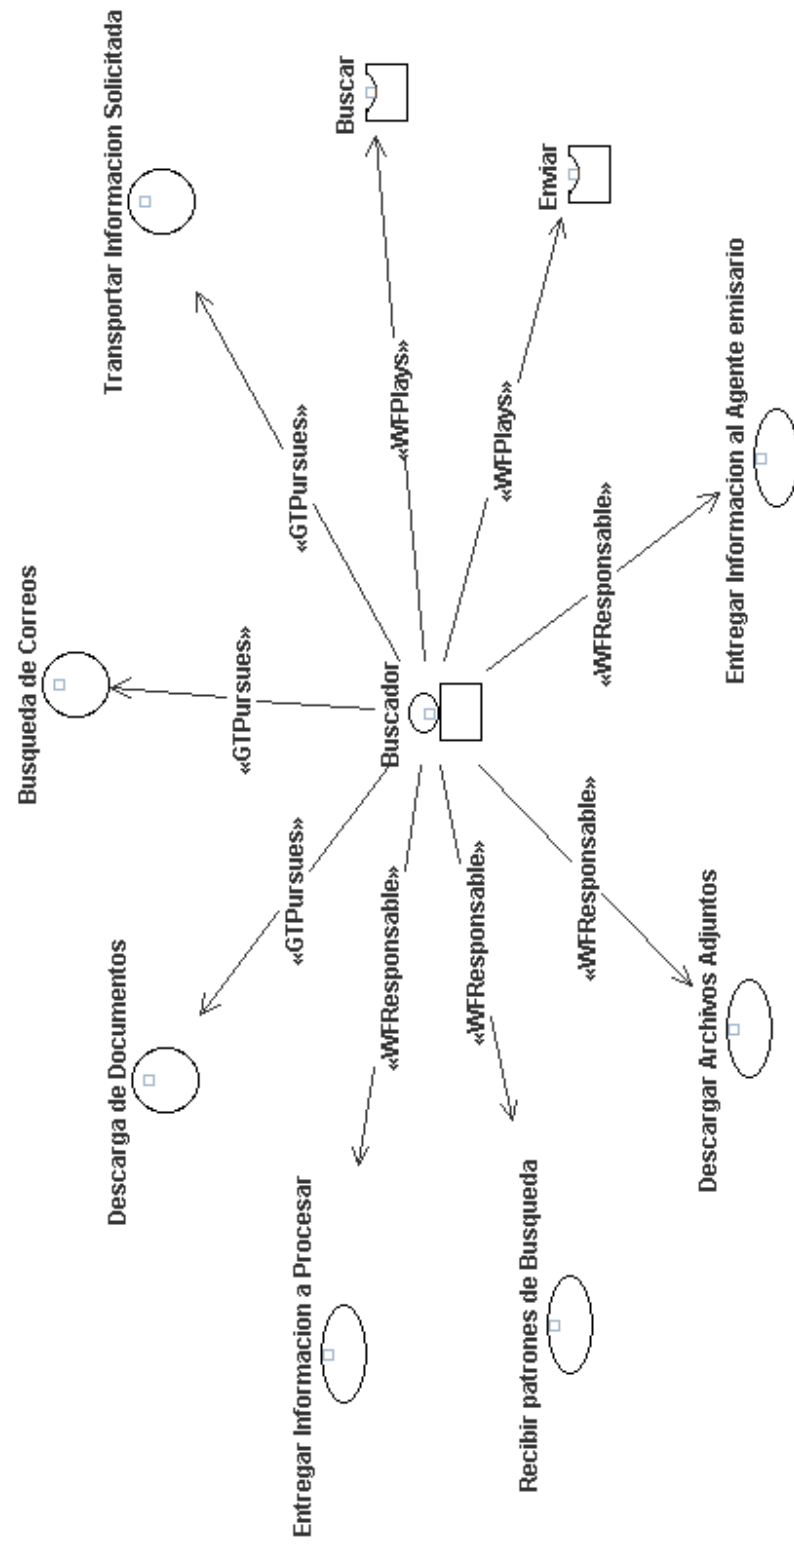 Busqueda de Correos
Descarga de Documentos
Transportar Informacion Solicitada
«GTPursues»
«GTPursues»
«GTPursues»
Entregar Informacion a Procesar
Buscar
«WFResponsable»
Buscador
«WFPlays»
Recibir patrones de Busqueda
«WFResponsable»
«WFPlays»
Enviar
«WFResponsable»
«WFResponsable»
Descargar Archivos Adjuntos
Entregar Informacion al Agente emisario